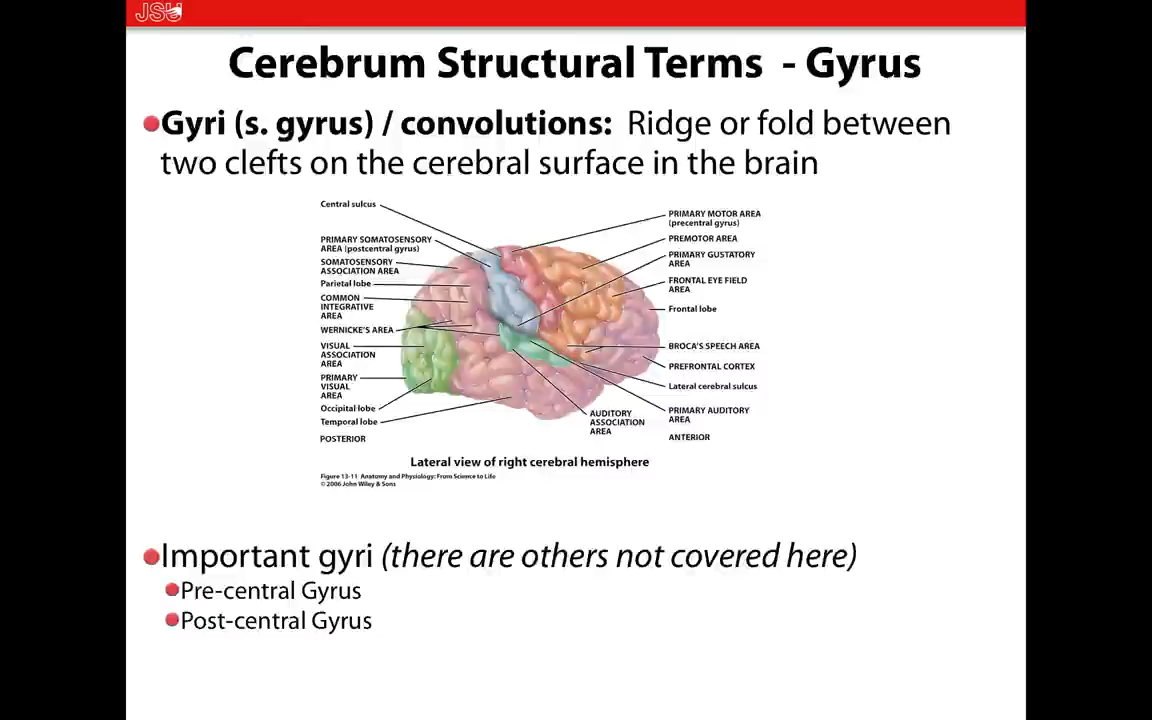 JSU
Cerebrum Structural Terms - Gyrus
Gyri (s. gyrus) / convolutions: Ridge or fold between
two clefts on the cerebral surface in the brain
Central sulcus
PRIMARY SOMATOSENSORY
AREA (postcentral gyrus)
SOMATOSENSORY
ASSOCIATION AREA
Parietal lobe
COMMON
INTEGRATIVE
AREA
WERNICKE'S AREA
VISUAL
ASSOCIATION
AREA
PRIMARY
VISUAL
AREA
Occipital lobe
Temporal lobe
POSTERIOR
PRIMARY MOTOR AREA
(precentral gyrus)
PREMOTOR AREA
PRIMARY GUSTATORY
AREA
FRONTAL EYE FIELD
AREA
Frontal lobe
BROCA'S SPEECH AREA
PREFRONTAL CORTEX
Lateral cerebral sulcus
PRIMARY AUDITORY
AREA
ANTERIOR
AUDITORY
ASSOCIATION
AREA
Lateral view of right cerebral hemisphere
Figure 13-11 Anatomy and Physiology: From Science to Life
© 2006 John Wiley & Sons
Important gyri (there are others not covered here)
Pre-central Gyrus
Post-central Gyrus